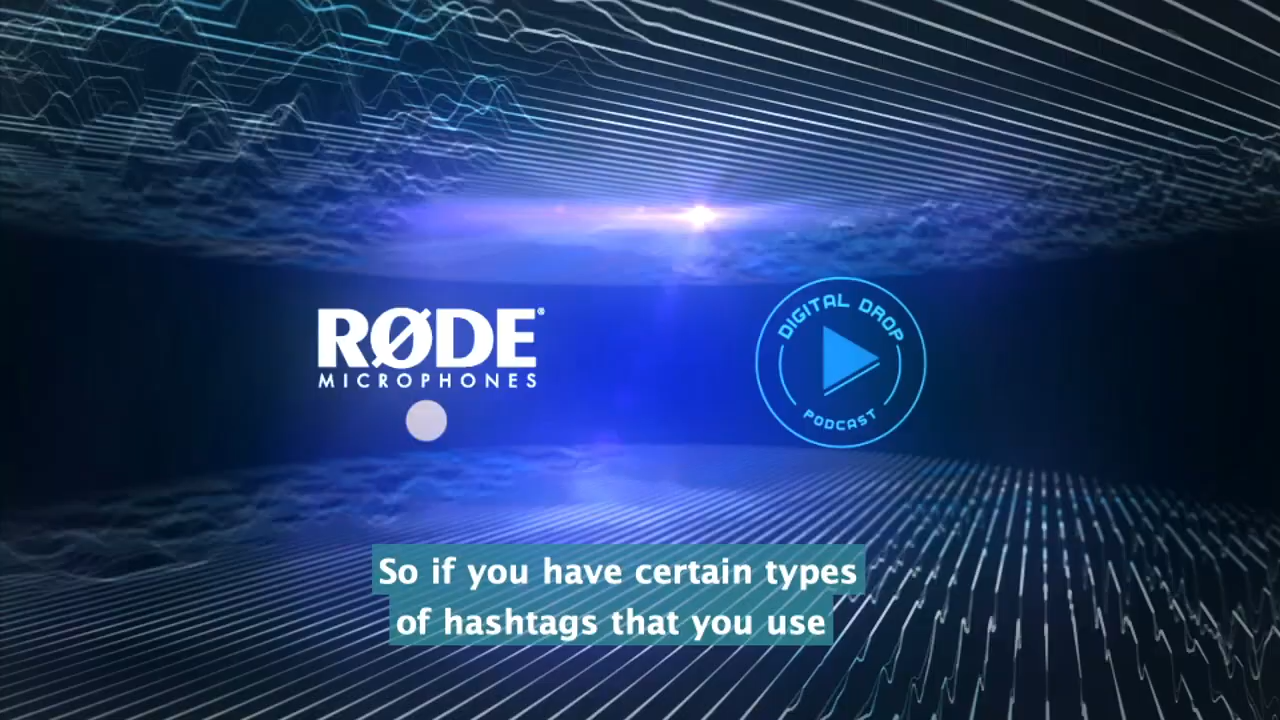 RØDE®
MICROPHONES
DIGITAL DROP
PODCAST
So if you have certain types
of hashtags that you use